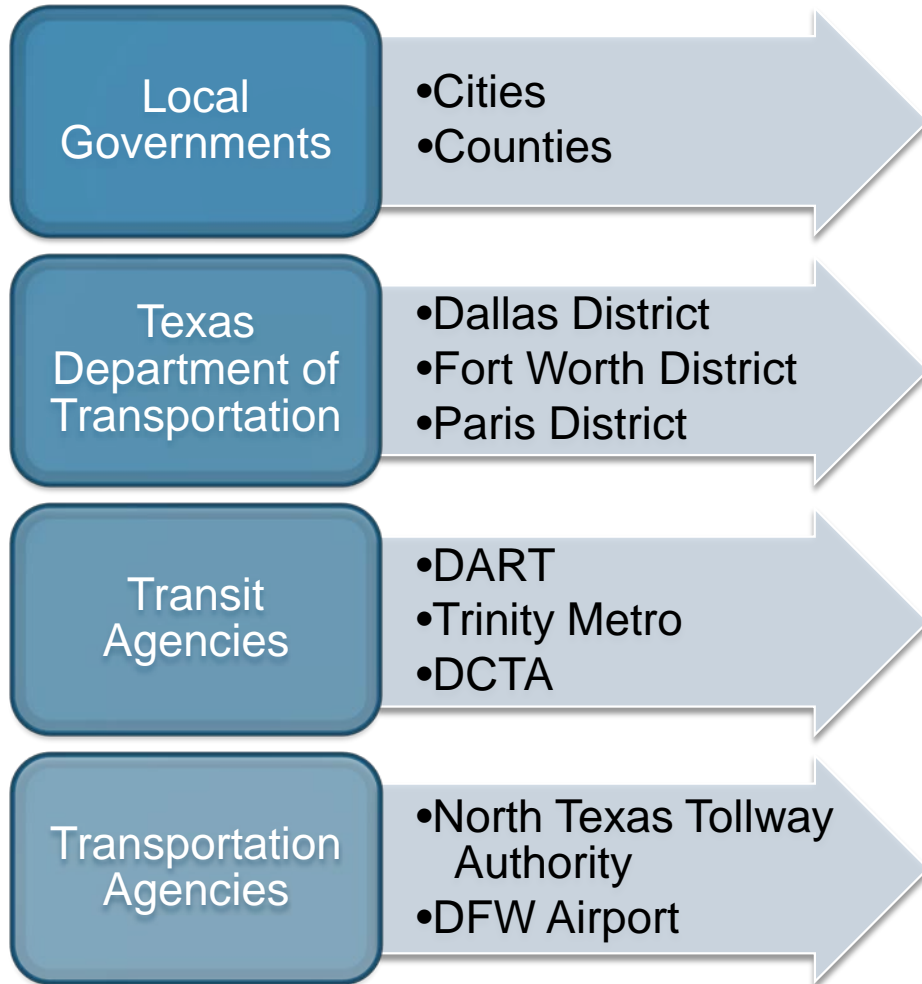 Local
Governments
•Cities
•Counties
Texas
Department of
Transportation
•Dallas District
•Fort Worth District
•Paris District
Transit
Agencies
•DART
•Trinity Metro
•DCTA
Transportation
Agencies
•North Texas Tollway
Authority
•DFW Airport